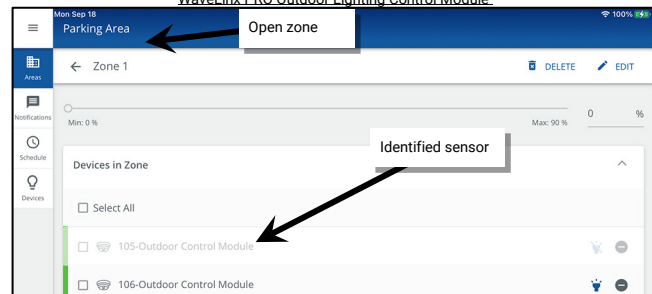 WaveLinx PRO Outdoor Lighting Control Module
Mon Sep 18
100%
Parking Area
Open zone
Areas
Zone 1
DELETE
EDIT
Notifications
Min: 0 %
Max: 90 %
0 %
Schedule
Identified sensor
Devices in Zone
Devices
Select All
105-Outdoor Control Module
106-Outdoor Control Module